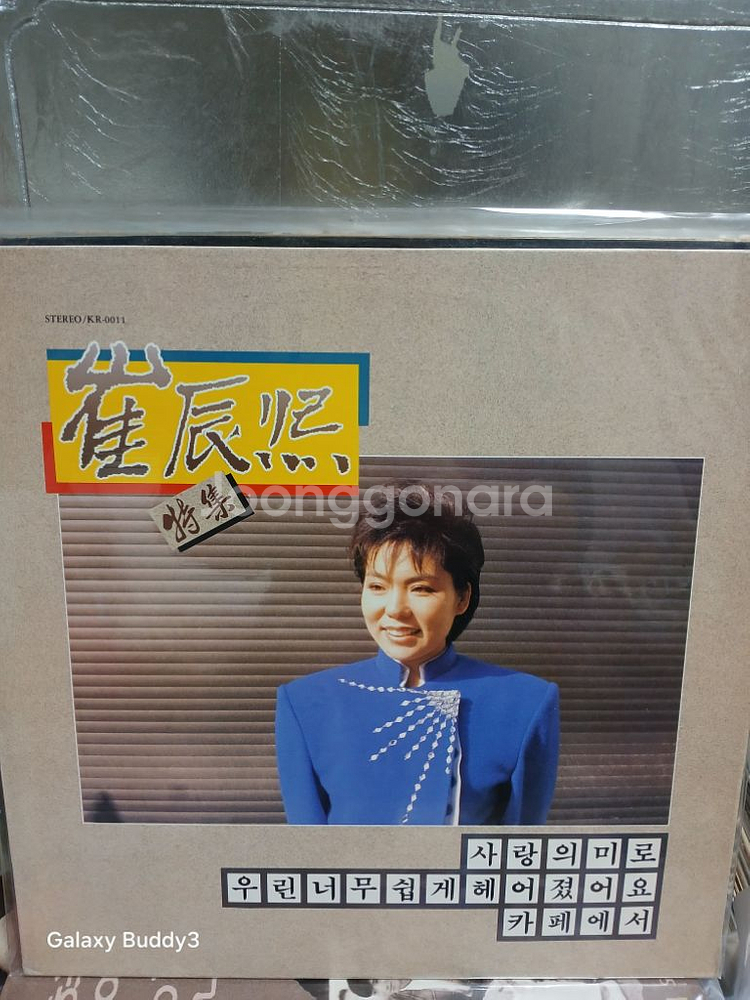 STEREO/KR-0011
崔辰熙
特集
joonggonara
사랑의미로
우린너무쉽게헤어졌어요
카페에서
Galaxy Buddy3